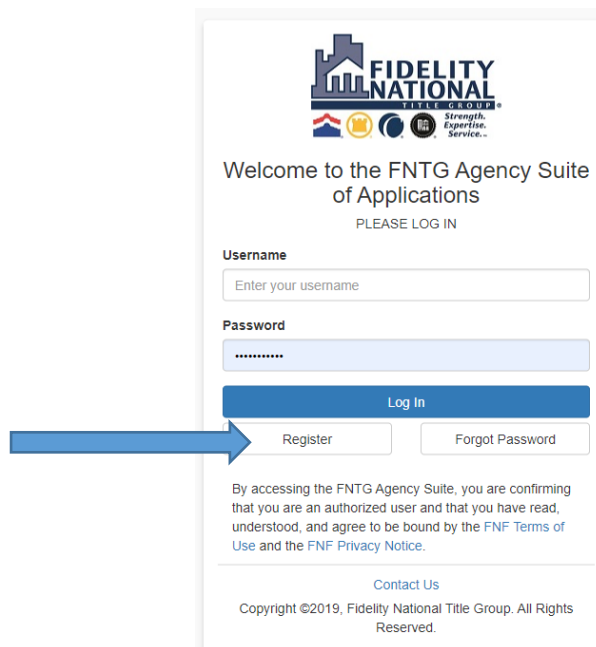 FIDELITY
NATIONAL
TITLE GROUP®
Strength.
Expertise.
Service.™
Welcome to the FNTG Agency Suite
of Applications
PLEASE LOG IN
Username
Enter your username
Password
•••••••••••
Log In
Register
Forgot Password
By accessing the FNTG Agency Suite, you are confirming
that you are an authorized user and that you have read,
understood, and agree to be bound by the FNF Terms of
Use and the FNF Privacy Notice.
Contact Us
Copyright ©2019, Fidelity National Title Group. All Rights
Reserved.